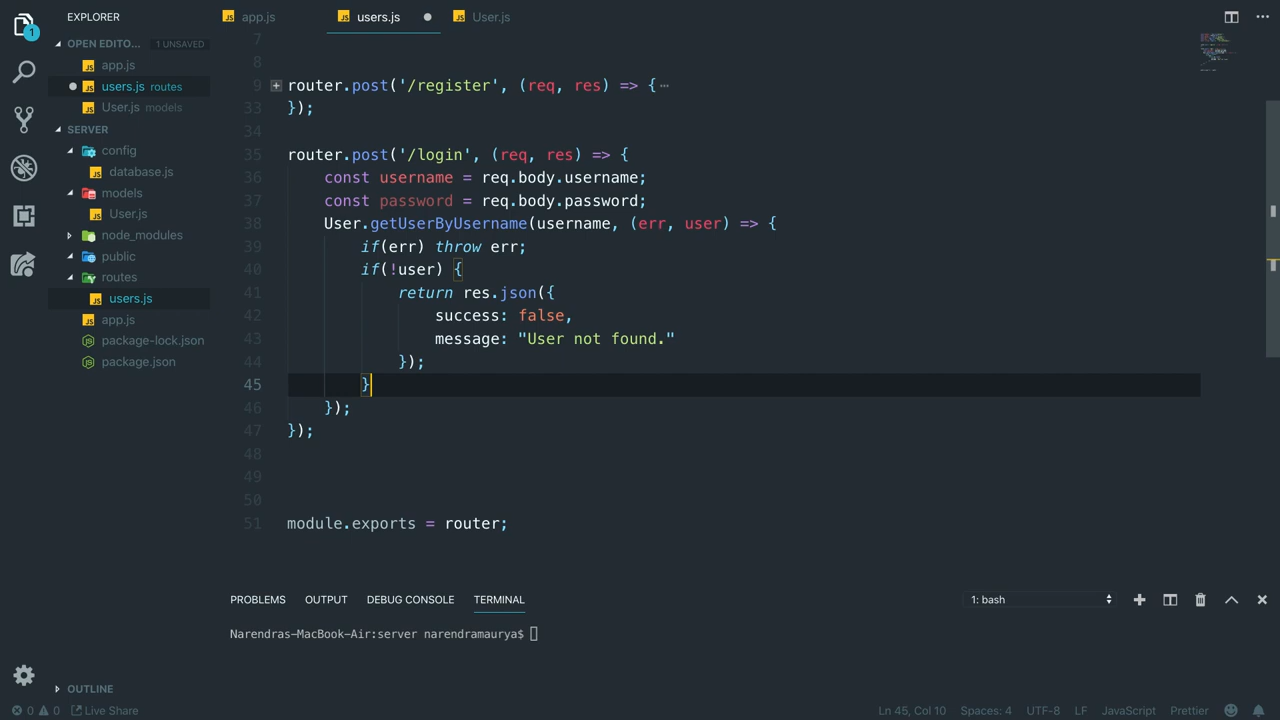 EXPLORER
app.js
users.js
User.js
OPEN EDITO...
1 UNSAVED
app.js
users.js routes
User.js models
SERVER
config
database.js
models
User.js
node_modules
public
routes
users.js
app.js
package-lock.json
package.json
OUTLINE
1
7
8
9 router.post('/register', (req, res) => {⋯
33 });
34
35 router.post('/login', (req, res) => {
36 const username = req.body.username;
37 const password = req.body.password;
38 User.getUserByUsername(username, (err, user) => {
39 if(err) throw err;
40 if(!user) {
41 return res.json({
42 success: false,
43 message: "User not found."
44 });
45 }
46 });
47 });
48
49
50
51 module.exports = router;
PROBLEMS OUTPUT DEBUG CONSOLE TERMINAL
1: bash
Narendras-MacBook-Air:server narendramaurya$
0 0 Live Share
Ln 45, Col 10 Spaces: 4 UTF-8 LF JavaScript Prettier